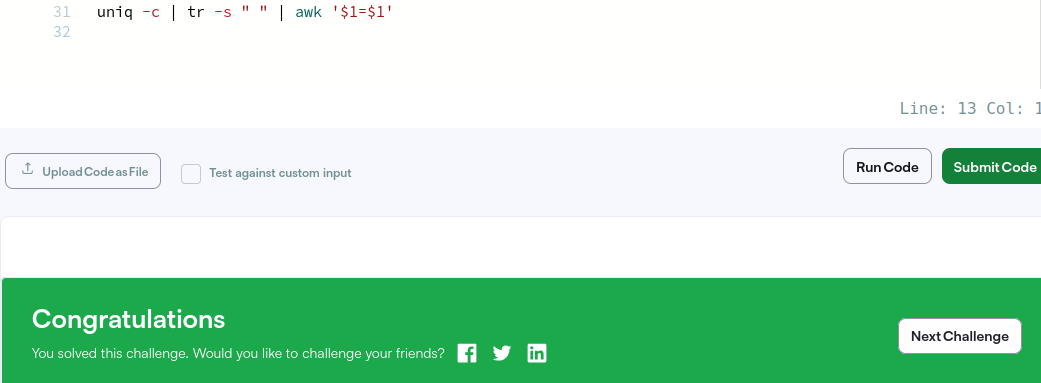 31 uniq -c | tr -s " " | awk '$1=$1'
32
Line: 13 Col: 1
Upload Code as File
Test against custom input
Run Code
Submit Code
Congratulations
You solved this challenge. Would you like to challenge your friends?
Next Challenge